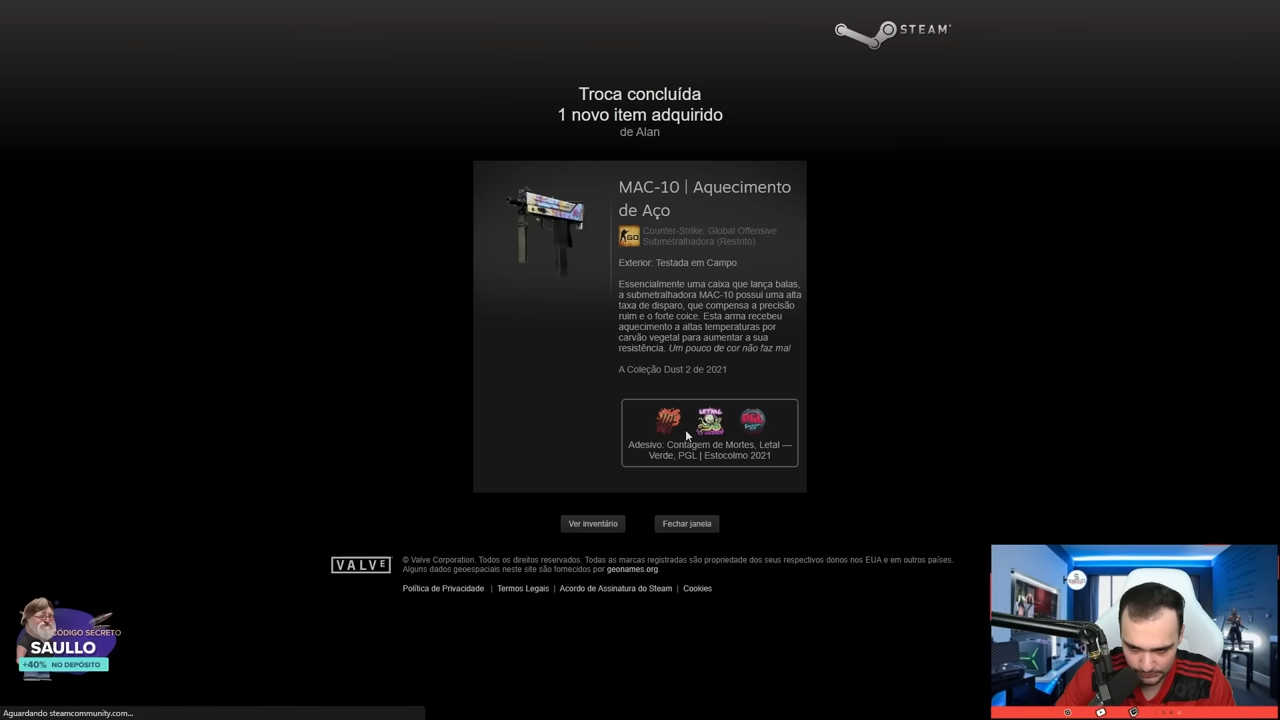 STEAM
Troca concluída
1 novo item adquirido
de Alan
MAC-10 | Aquecimento
de Aço
GO
Counter-Strike: Global Offensive
Submetralhadora (Restrito)
Exterior: Testada em Campo
Essencialmente uma caixa que lança balas,
a submetralhadora MAC-10 possui uma alta
taxa de disparo, que compensa a precisão
ruim e o forte coice. Esta arma recebeu
aquecimento a altas temperaturas por
carvão vegetal para aumentar a sua
resistência. Um pouco de cor não faz mal
A Coleção Dust 2 de 2021
LETHAL
PGL
Adesivo: Contagem de Mortes, Letal —
Verde, PGL | Estocolmo 2021
Ver inventário
Fechar janela
VALVE
© Valve Corporation. Todos os direitos reservados. Todas as marcas registradas são propriedade dos seus respectivos donos nos EUA e em outros países.
Alguns dados geoespaciais neste site são fornecidos por geonames.org.
Política de Privacidade | Termos Legais | Acordo de Assinatura do Steam | Cookies
CÓDIGO SECRETO
SAULLO
+40% NO DEPÓSITO
Aguardando steamcommunity.com...